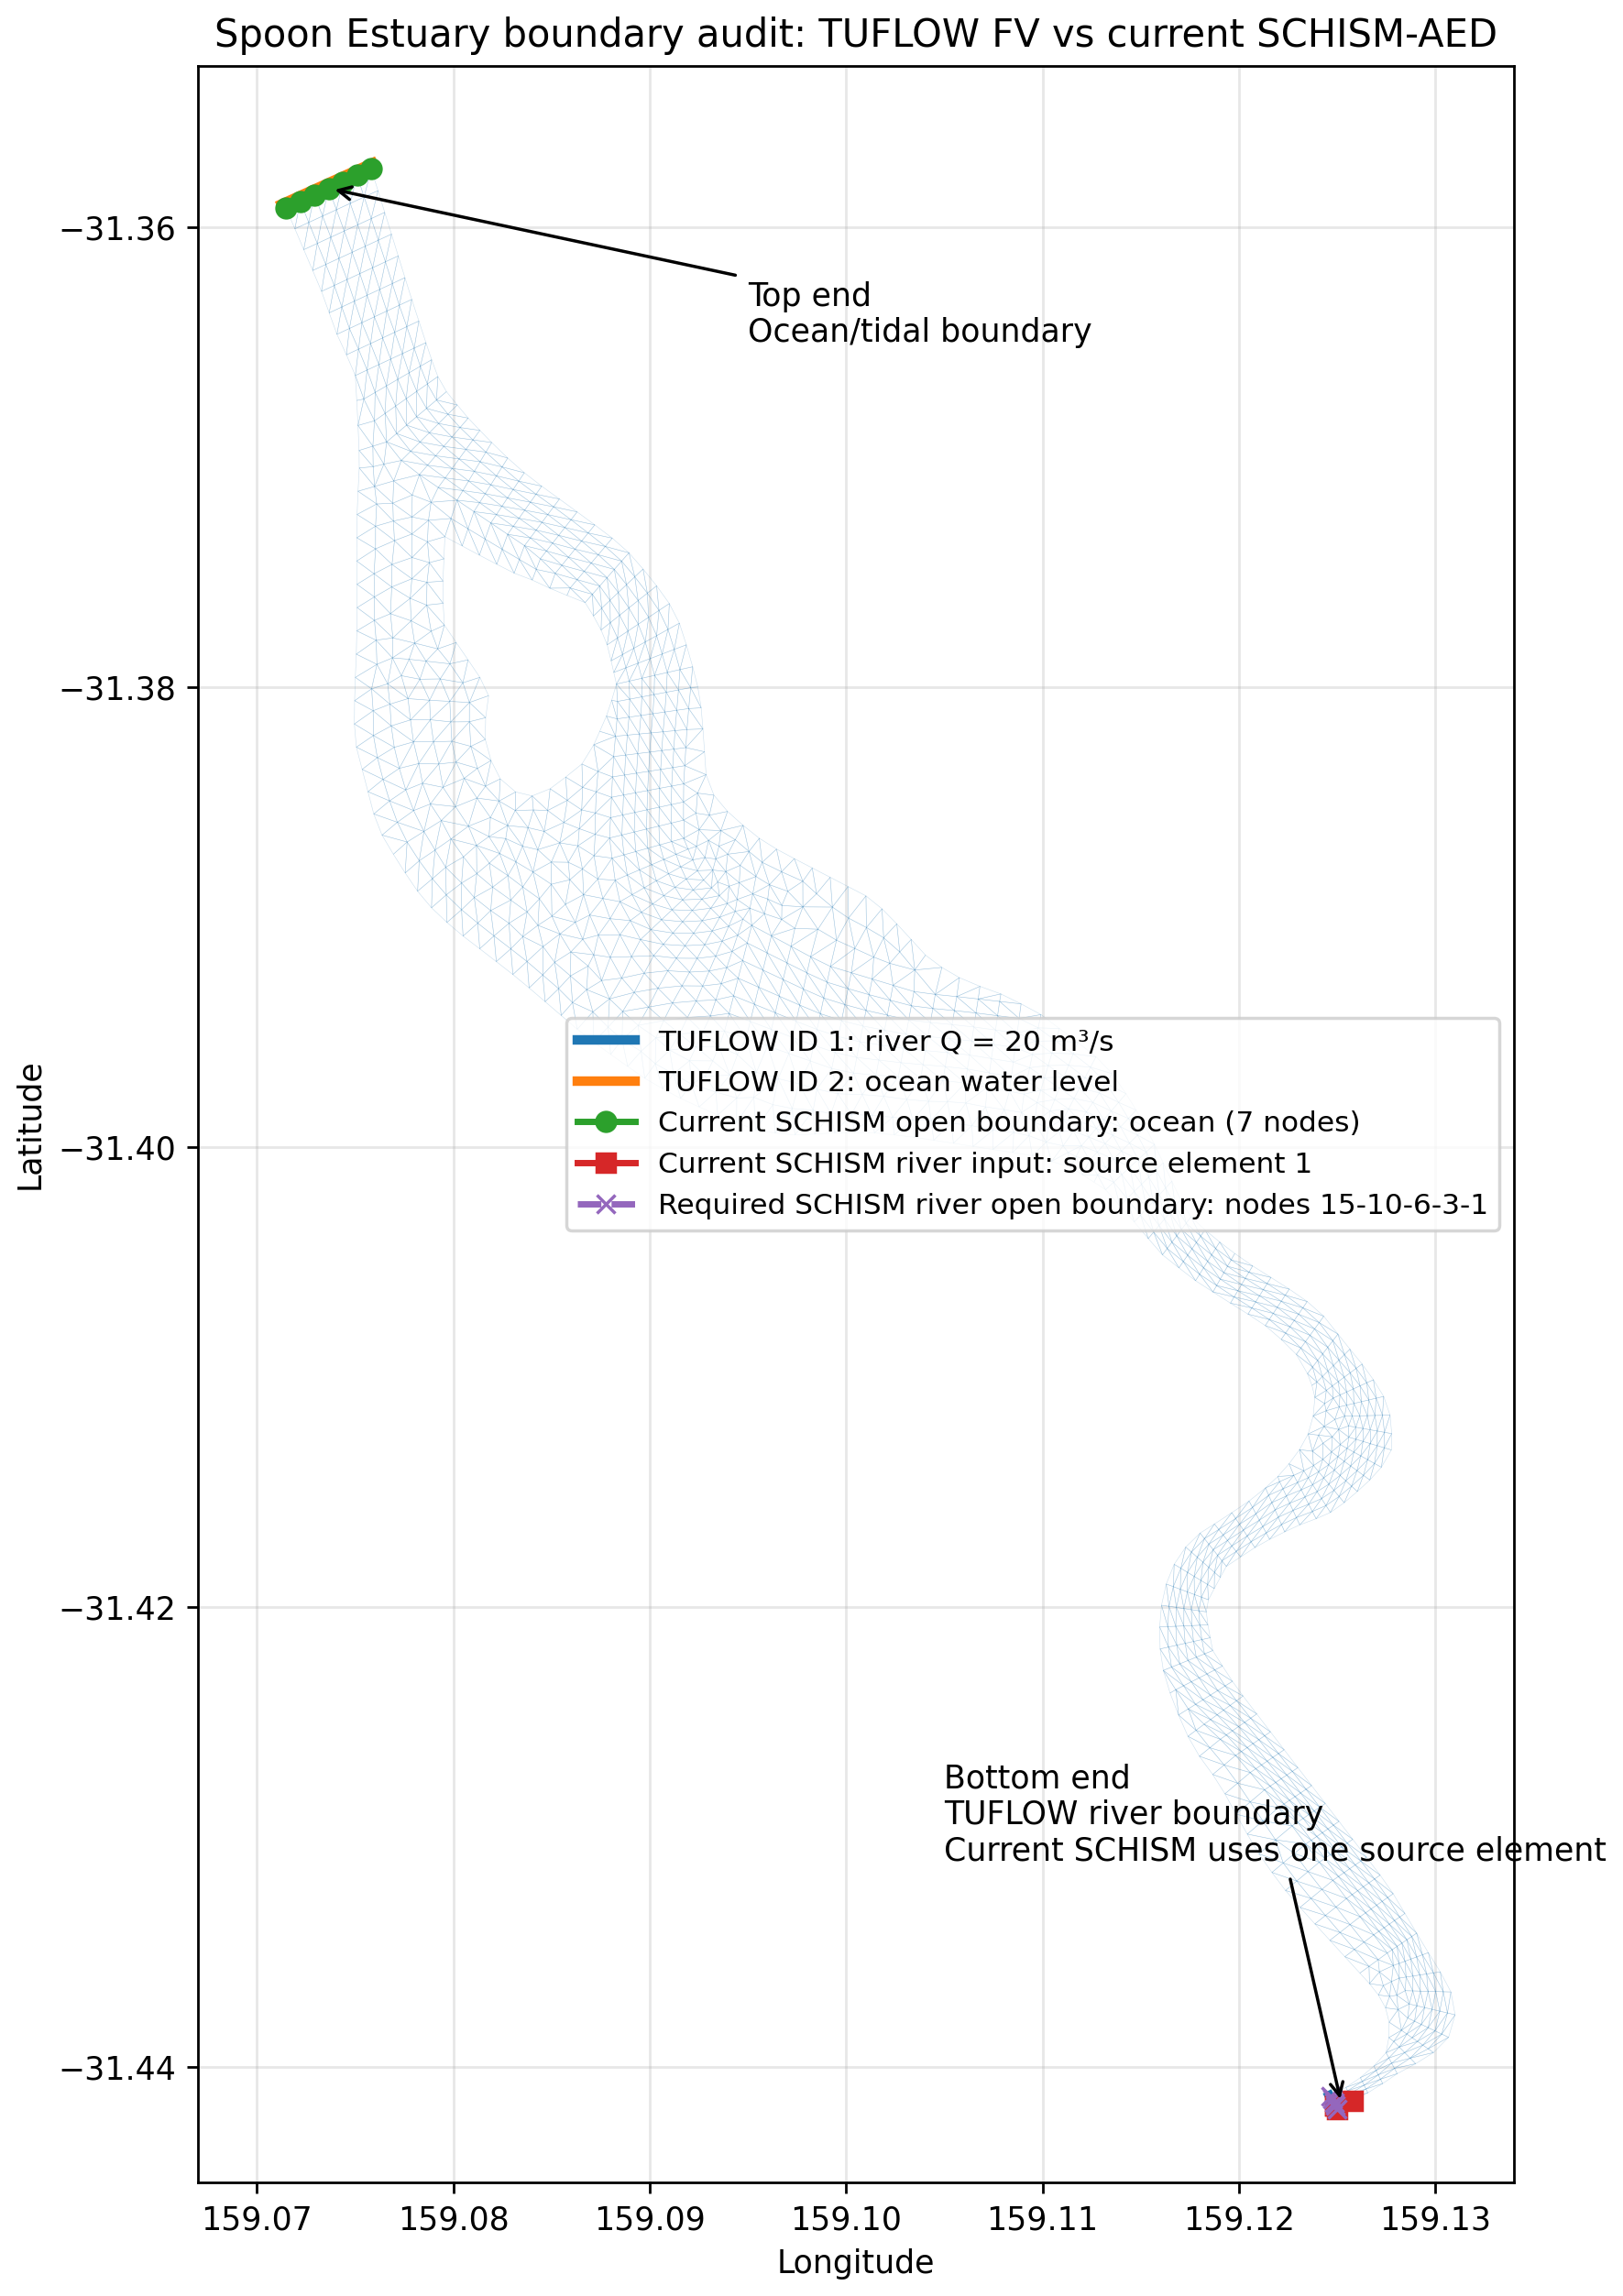 Spoon Estuary boundary audit: TUFLOW FV vs current SCHISM-AED
−31.36
Top end
Ocean/tidal boundary
−31.38
TUFLOW ID 1: river Q = 20 m³/s
TUFLOW ID 2: ocean water level
Current SCHISM open boundary: ocean (7 nodes)
Current SCHISM river input: source element 1
Required SCHISM river open boundary: nodes 15-10-6-3-1
Latitude
−31.40
−31.42
Bottom end
TUFLOW river boundary
Current SCHISM uses one source element
−31.44
159.07 159.08 159.09 159.10 159.11 159.12 159.13
Longitude